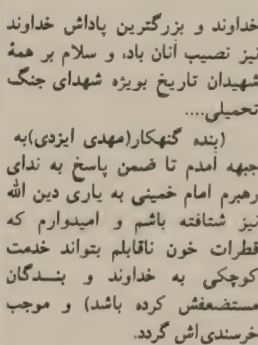 خداوند و بزرگترین پاداش خداوند
نیز نصیب آنان باد، و سلام بر همهٔ
شهیدان تاریخ بویژه شهدای جنگ
تحمیلی....
(بنده گنهکار(مهدی ایزدی)به
جبهه آمدم تا ضمن پاسخ به ندای
رهبرم امام خمینی به یاری دین الله
نیز شتافته باشم و امیدوارم که
قطرات خون ناقابلم بتواند خدمت
کوچکی به خداوند و بندگان
مستضعفش کرده باشد) و موجب
خرسندی‌اش گردد.